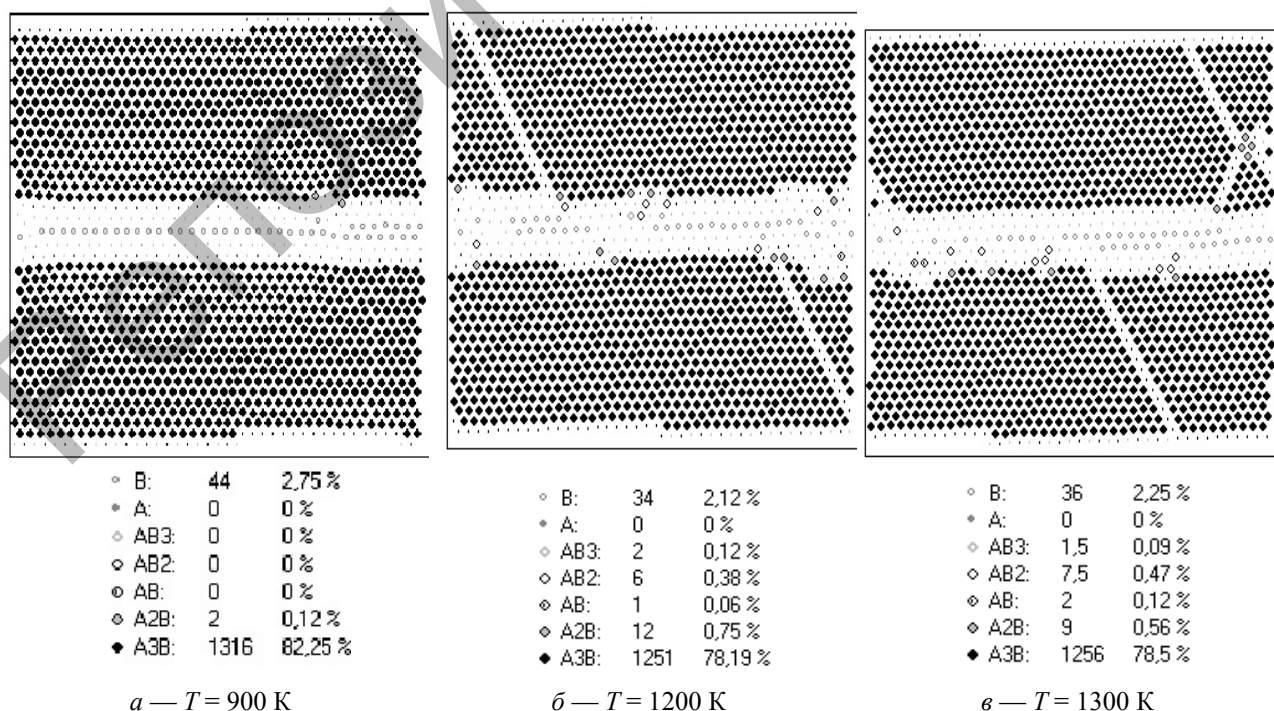 Репози
B: 44 2,75 %
A: 0 0 %
AB3: 0 0 %
AB2: 0 0 %
AB: 0 0 %
A2B: 2 0,12 %
A3B: 1316 82,25 %
а — T = 900 К
B: 34 2,12 %
A: 0 0 %
AB3: 2 0,12 %
AB2: 6 0,38 %
AB: 1 0,06 %
A2B: 12 0,75 %
A3B: 1251 78,19 %
б — T = 1200 К
B: 36 2,25 %
A: 0 0 %
AB3: 1,5 0,09 %
AB2: 7,5 0,47 %
AB: 2 0,12 %
A2B: 9 0,56 %
A3B: 1256 78,5 %
в — T = 1300 К